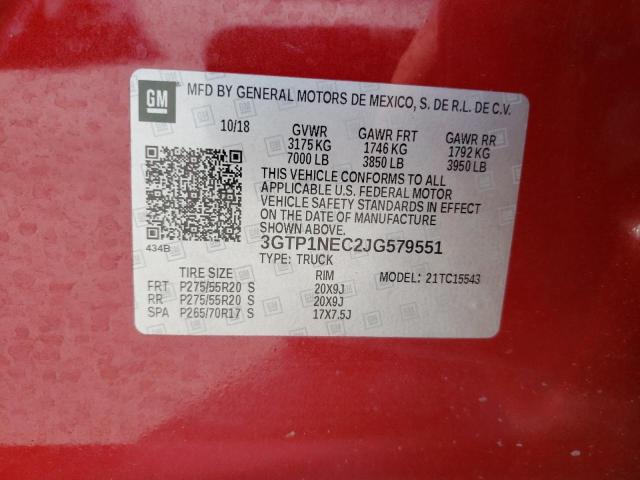 GM
MFD BY GENERAL MOTORS DE MEXICO, S. DE R.L. DE C.V.
10/18 GVWR GAWR FRT GAWR RR
3175 KG 1746 KG 1792 KG
7000 LB 3850 LB 3950 LB
THIS VEHICLE CONFORMS TO ALL
APPLICABLE U.S. FEDERAL MOTOR
VEHICLE SAFETY STANDARDS IN EFFECT
ON THE DATE OF MANUFACTURE
SHOWN ABOVE.
434B
3GTP1NEC2JG579551
TYPE: TRUCK
TIRE SIZE RIM MODEL: 21TC15543
FRT P275/55R20 S 20X9J
RR P275/55R20 S 20X9J
SPA P265/70R17 S 17X7.5J